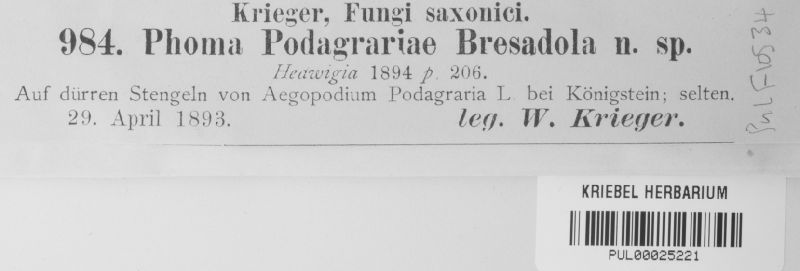 Krieger, Fungi saxonici.
984. Phoma Podagrariae Bresadola n. sp.
Hedwigia 1894 p. 206.
Auf dürren Stengeln von Aegopodium Podagraria L. bei Königstein; selten.
29. April 1893. leg. W. Krieger.
PUL F1534
KRIEBEL HERBARIUM
PUL00025221